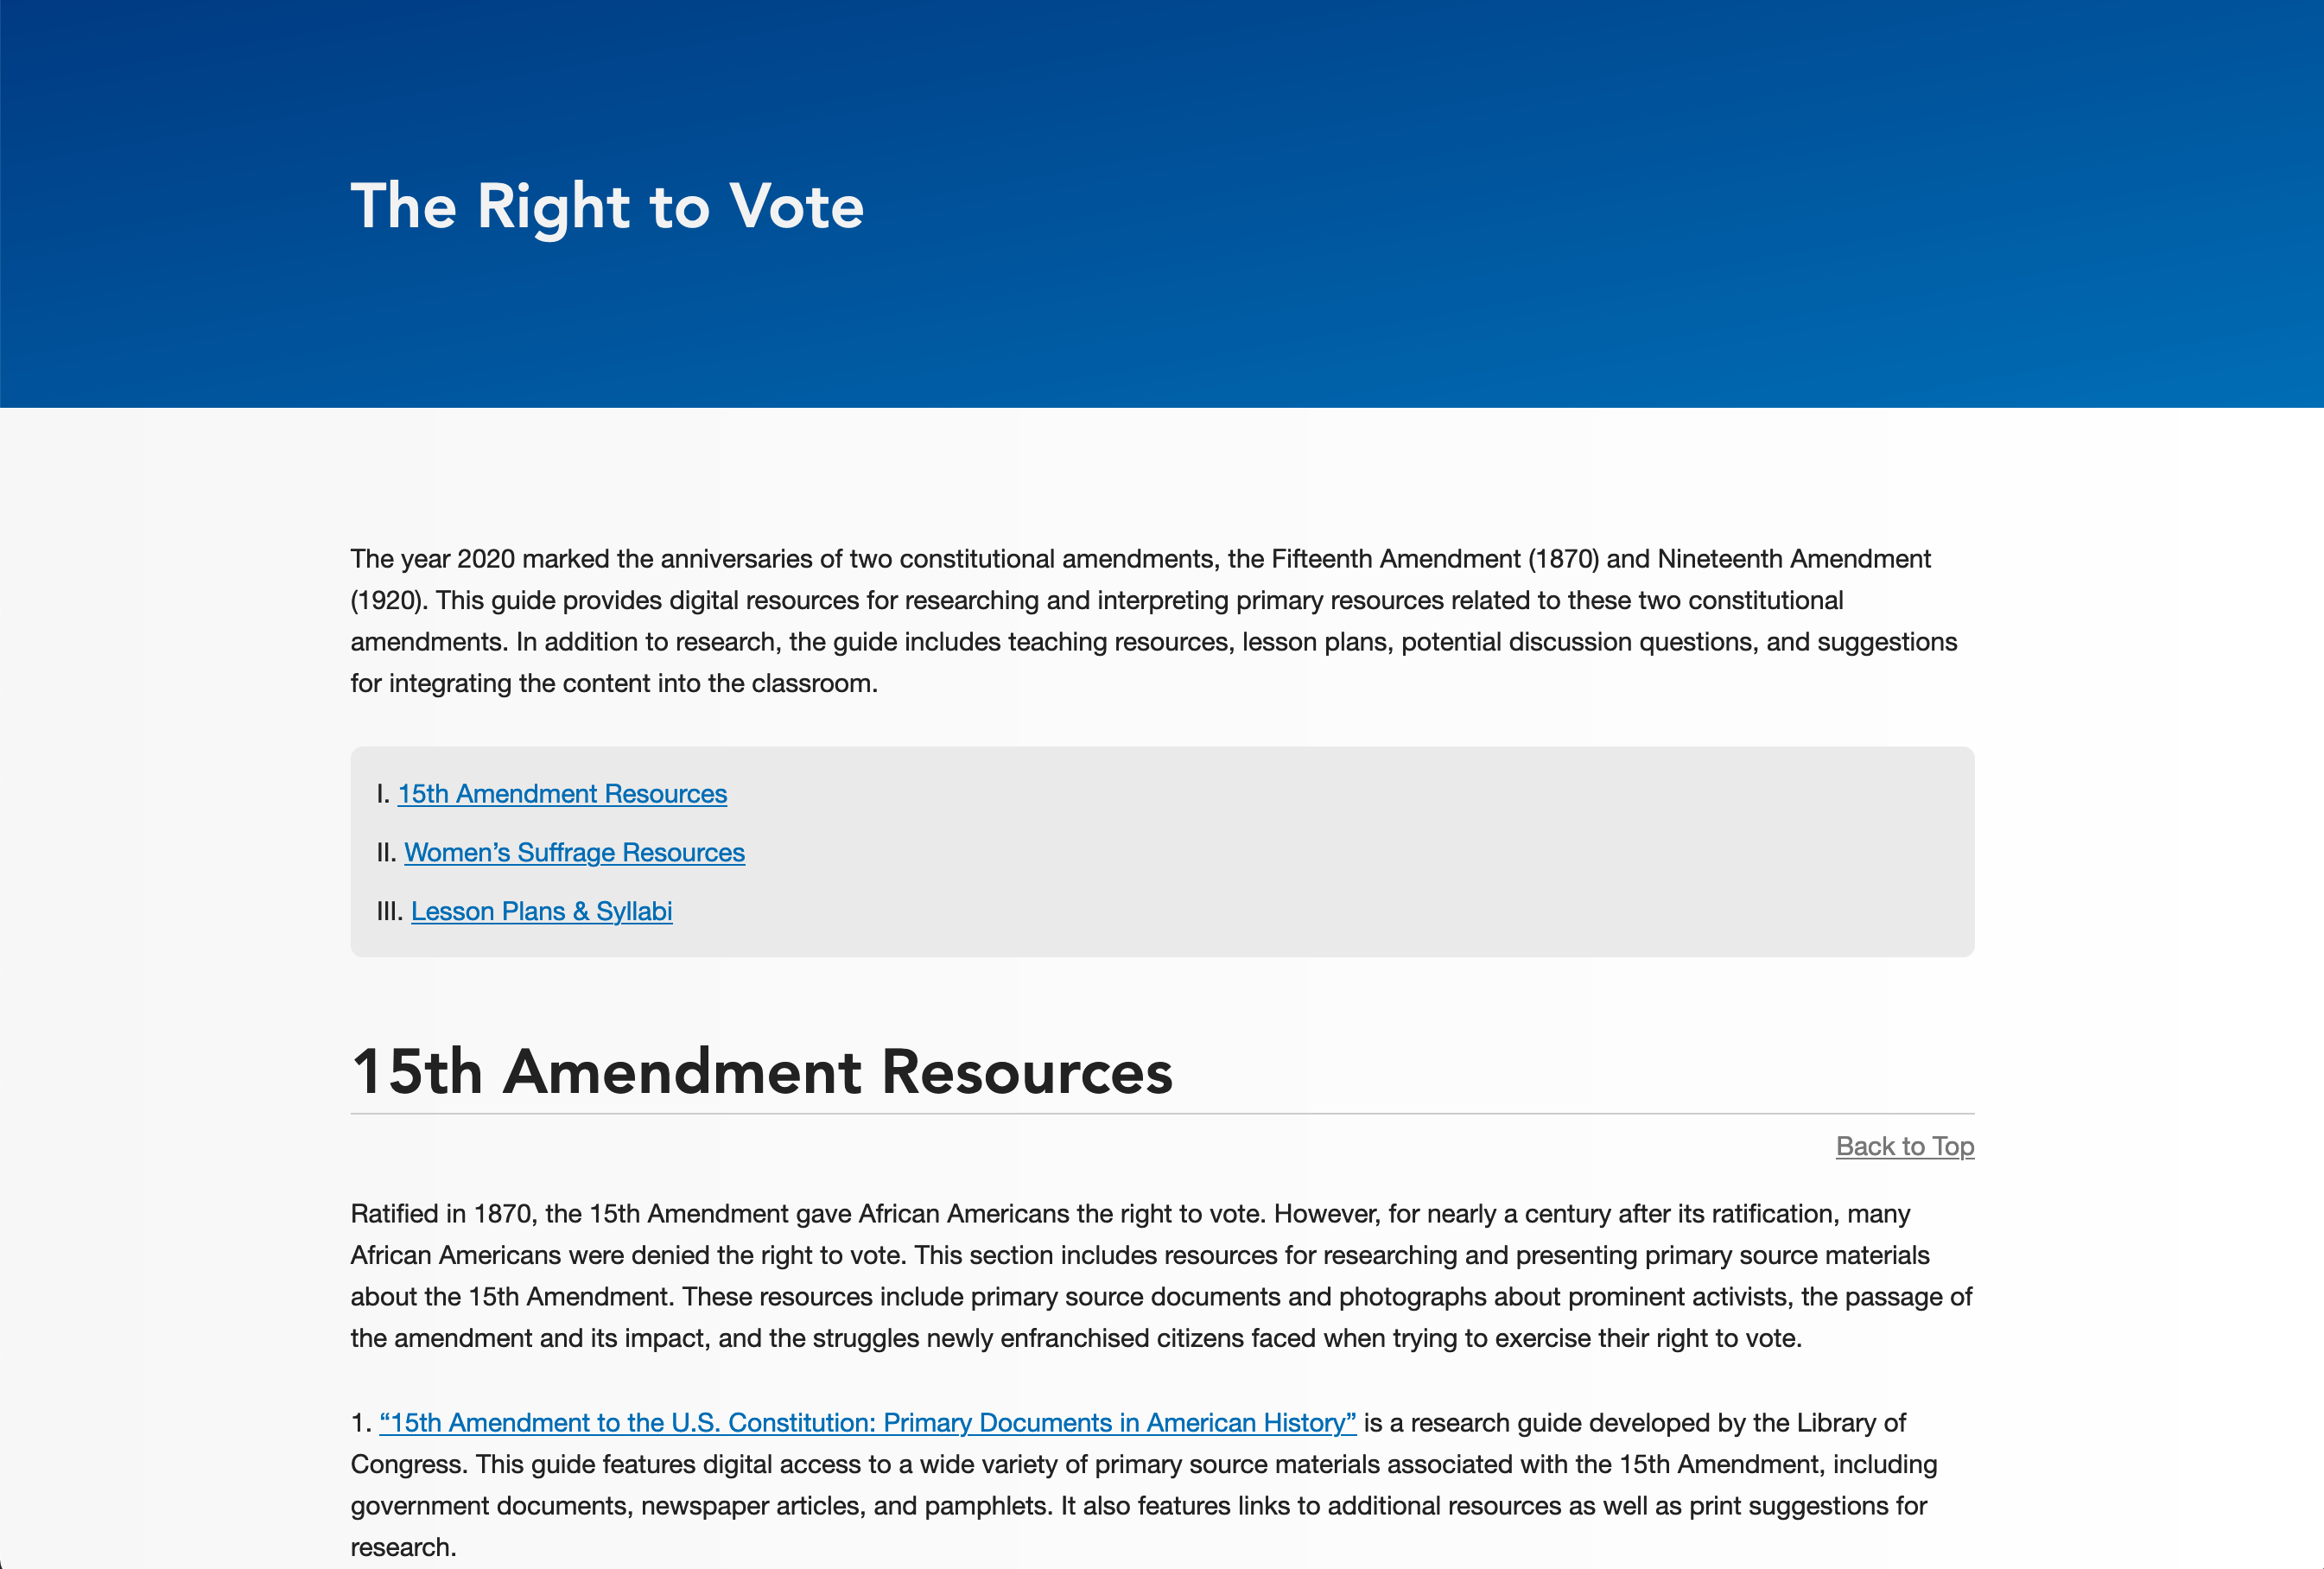 The Right to Vote
The year 2020 marked the anniversaries of two constitutional amendments, the Fifteenth Amendment (1870) and Nineteenth Amendment
(1920). This guide provides digital resources for researching and interpreting primary resources related to these two constitutional
amendments. In addition to research, the guide includes teaching resources, lesson plans, potential discussion questions, and suggestions
for integrating the content into the classroom.
I. 15th Amendment Resources
II. Women’s Suffrage Resources
III. Lesson Plans & Syllabi
15th Amendment Resources
Back to Top
Ratified in 1870, the 15th Amendment gave African Americans the right to vote. However, for nearly a century after its ratification, many
African Americans were denied the right to vote. This section includes resources for researching and presenting primary source materials
about the 15th Amendment. These resources include primary source documents and photographs about prominent activists, the passage of
the amendment and its impact, and the struggles newly enfranchised citizens faced when trying to exercise their right to vote.
1. “15th Amendment to the U.S. Constitution: Primary Documents in American History” is a research guide developed by the Library of
Congress. This guide features digital access to a wide variety of primary source materials associated with the 15th Amendment, including
government documents, newspaper articles, and pamphlets. It also features links to additional resources as well as print suggestions for
research.